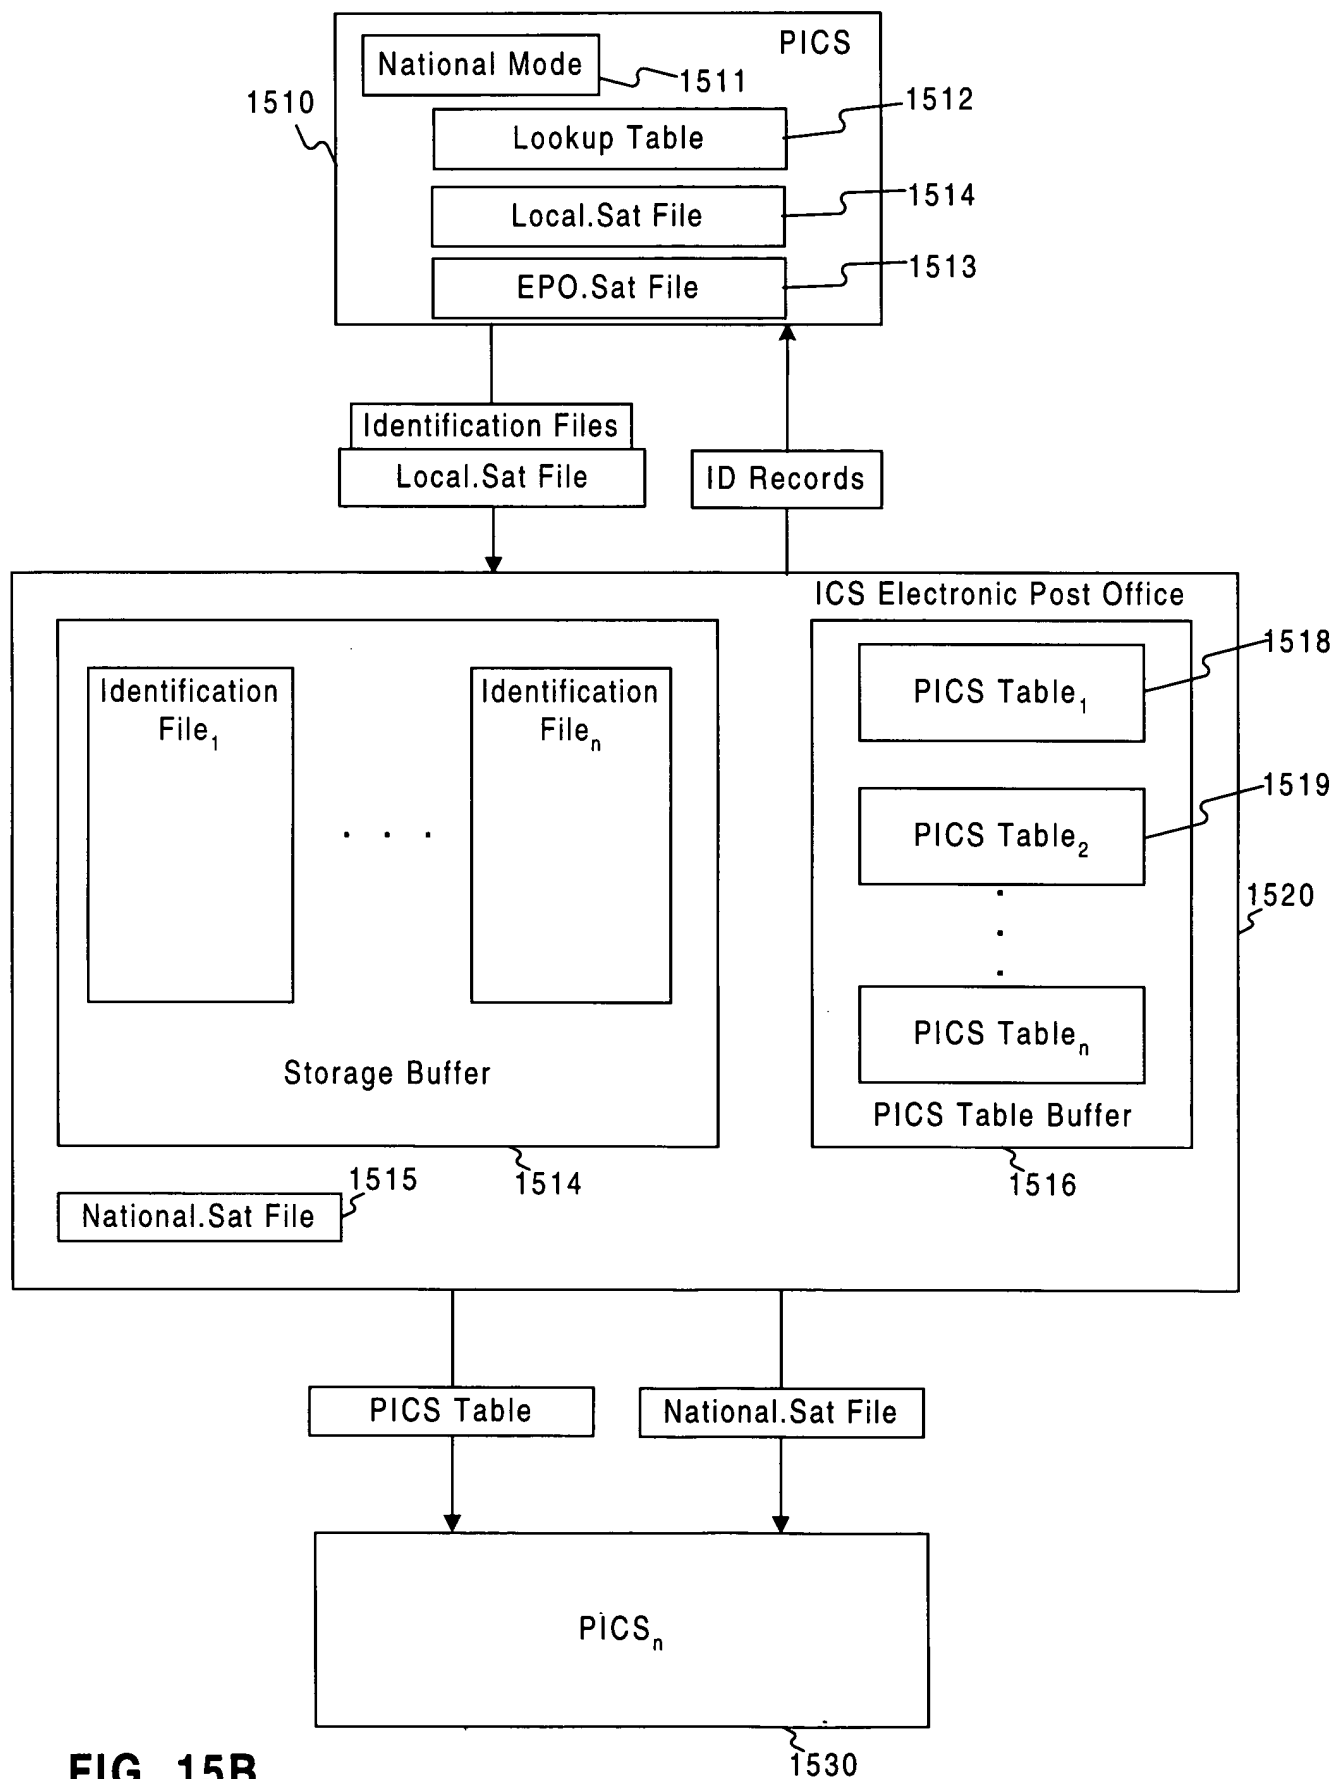 PICS
National Mode
1511
1510
1512
Lookup Table
1514
Local.Sat File
1513
EPO.Sat File
Identification Files
Local.Sat File
ID Records
ICS Electronic Post Office
1518
Identification
File1
Identification
Filen
PICS Table1
1519
PICS Table2
1520
PICS Tablen
Storage Buffer
PICS Table Buffer
1515
1514
1516
National.Sat File
PICS Table
National.Sat File
PICSn
1530
FIG. 15B